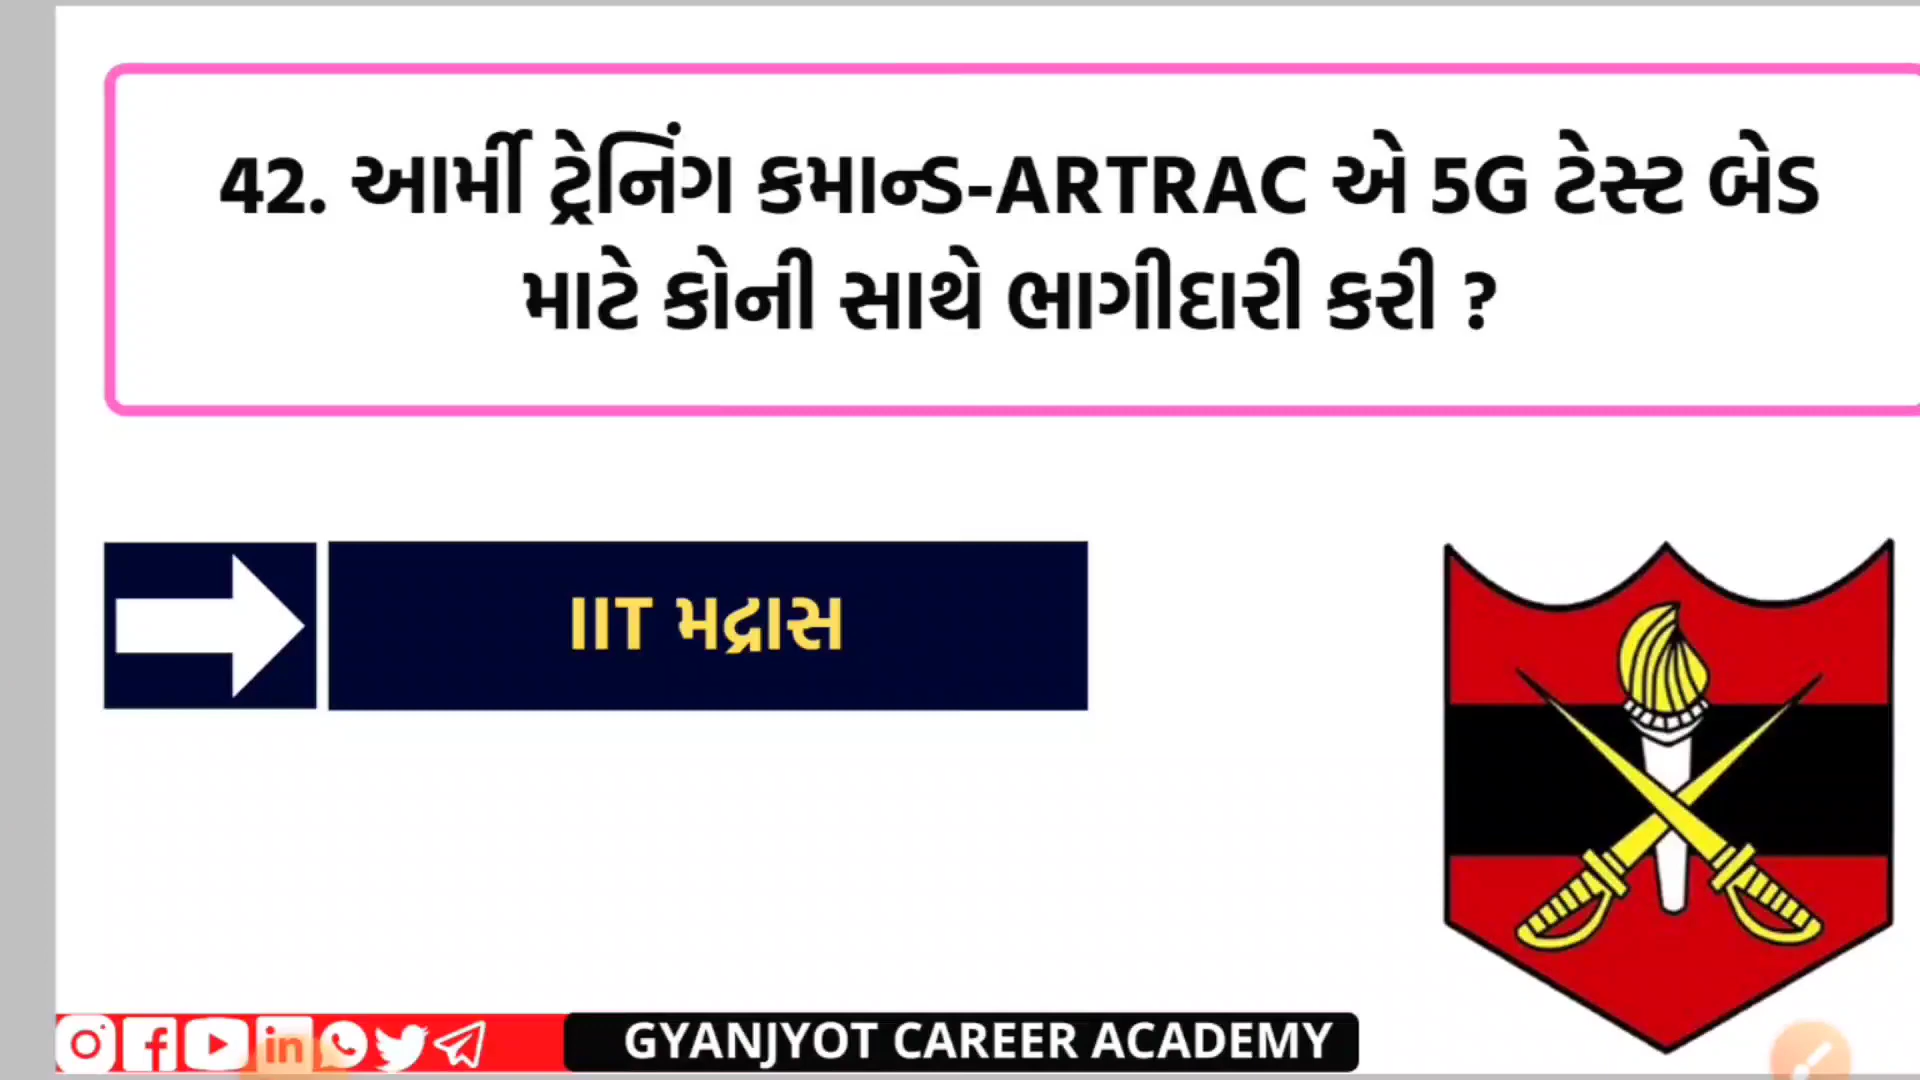 42. આર્મી ટ્રેનિંગ કમાન્ડ-ARTRAC એ 5G ટેસ્ટ બેડ
માટે કોની સાથે ભાગીદારી કરી ?
IIT મદ્રાસ
GYANJYOT CAREER ACADEMY